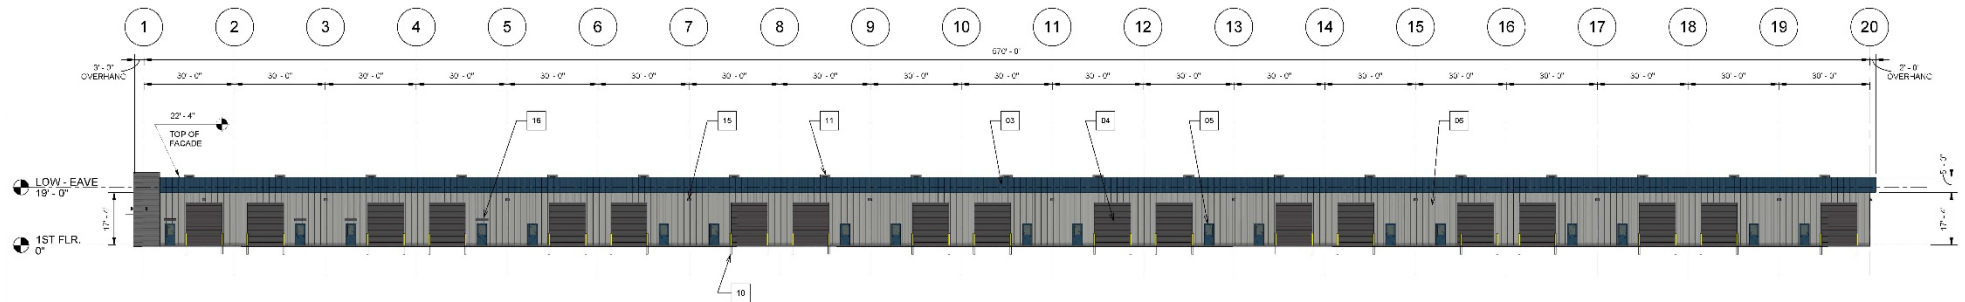 1 2 3 4 5 6 7 8 9 10 11 12 13 14 15 16 17 18 19 20
570' - 0"
3' - 0"
OVERHANG
30' - 0" 30' - 0" 30' - 0" 30' - 0" 30' - 0" 30' - 0" 30' - 0" 30' - 0" 30' - 0" 30' - 0" 30' - 0" 30' - 0" 30' - 0" 30' - 0" 30' - 0" 30' - 0" 30' - 0" 30' - 0" 30' - 0"
2' - 0"
OVERHANG
22' - 4"
TOP OF
FACADE
16 15 11 03 04 05 06
LOW - EAVE
19' - 0"
17' - 4"
1ST FLR.
0"
10
5' - 0"
17' - 4"